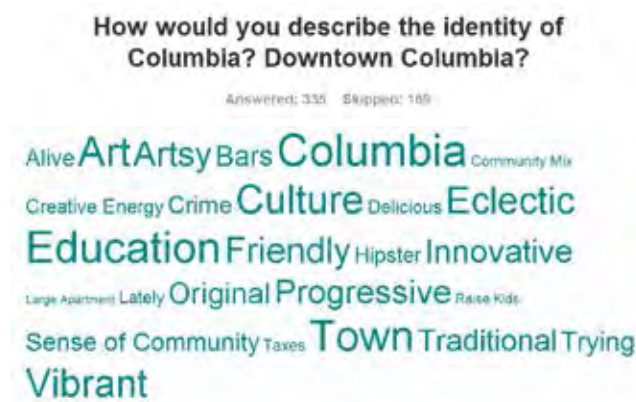 How would you describe the identity of
Columbia? Downtown Columbia?
Answered: 335 Skipped: 189
Alive Art Artsy Bars Columbia Community Mix
Creative Energy Crime Culture Delicious Eclectic
Education Friendly Hipster Innovative
Large Apartment Lately Original Progressive Raise Kids
Sense of Community Taxes Town Traditional Trying
Vibrant